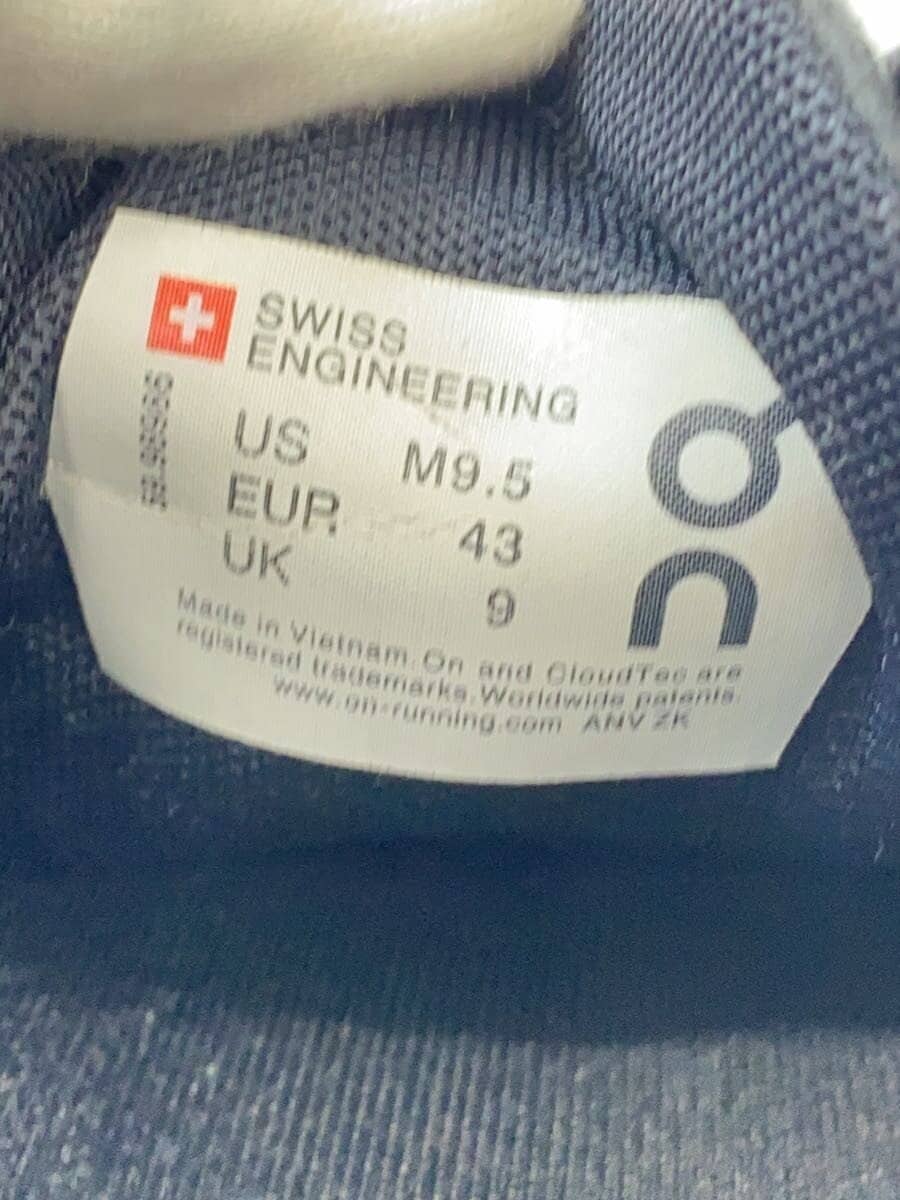 SWISS
ENGINEERING
US M9.5
EUR 43
UK 9
Made in Vietnam. On and CloudTec are
registered trademarks. Worldwide patents.
www.on-running.com ANV ZK
On